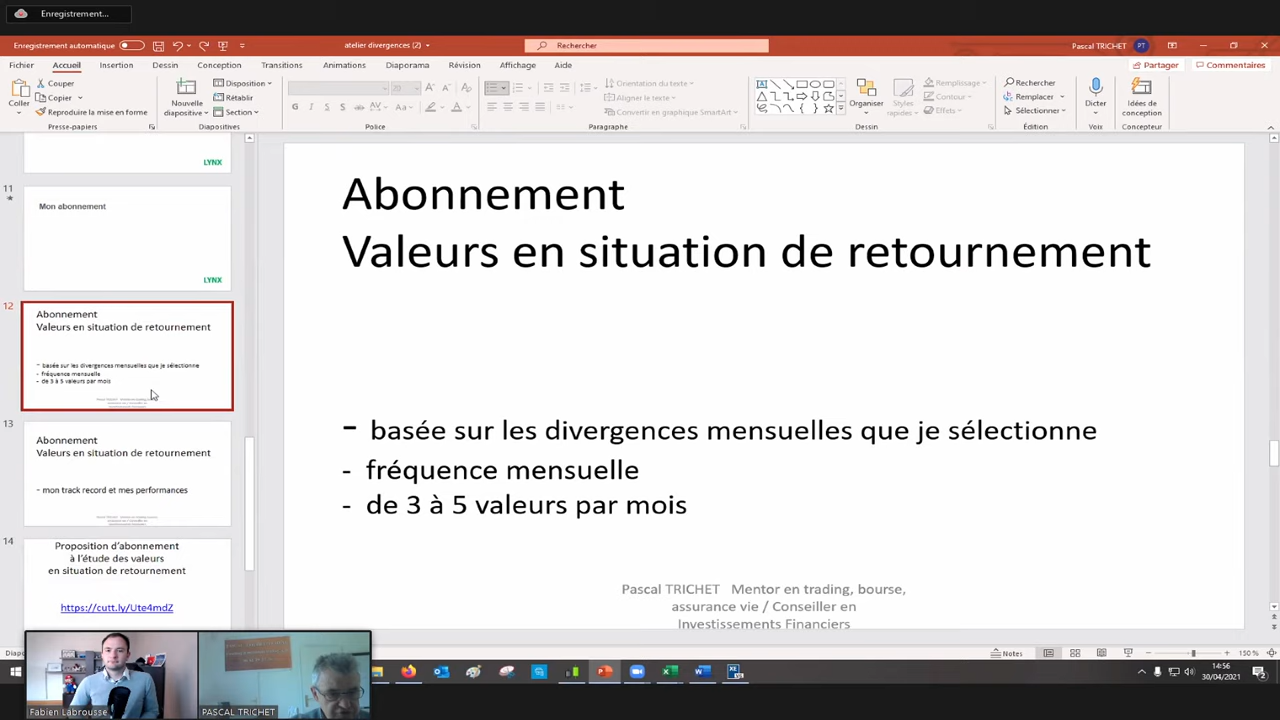 Enregistrement...
Enregistrement automatique
atelier divergences (2)
Rechercher
Pascal TRICHET
PT
Fichier Accueil Insertion Dessin Conception Transitions Animations Diaporama Révision Affichage Aide
Partager
Commentaires
Coller
Couper
Copier
Reproduire la mise en forme
Presse-papiers
Nouvelle
diapositive
Disposition
Rétablir
Section
Diapositives
G I S S AV Aa A
Police
Orientation du texte
Aligner le texte
Convertir en graphique SmartArt
Paragraphe
Organiser
Styles
rapides
Remplissage
Contour
Effets
Dessin
Rechercher
Remplacer
Sélectionner
Édition
Dicter
Voix
Idées de
conception
Concepteur
LYNX
11
Mon abonnement
LYNX
12
Abonnement
Valeurs en situation de retournement
- basée sur les divergences mensuelles que je sélectionne
- fréquence mensuelle
- de 3 à 5 valeurs par mois
13
Abonnement
Valeurs en situation de retournement
- mon track record et mes performances
14
Proposition d'abonnement
à l'étude des valeurs
en situation de retournement
https://cutt.ly/Ute4mdZ
Abonnement
Valeurs en situation de retournement
- basée sur les divergences mensuelles que je sélectionne
- fréquence mensuelle
- de 3 à 5 valeurs par mois
Pascal TRICHET Mentor en trading, bourse,
assurance vie / Conseiller en
Investissements Financiers
Notes
150 %
Fabien Labrousse
PASCAL TRICHET
14:56
30/04/2021